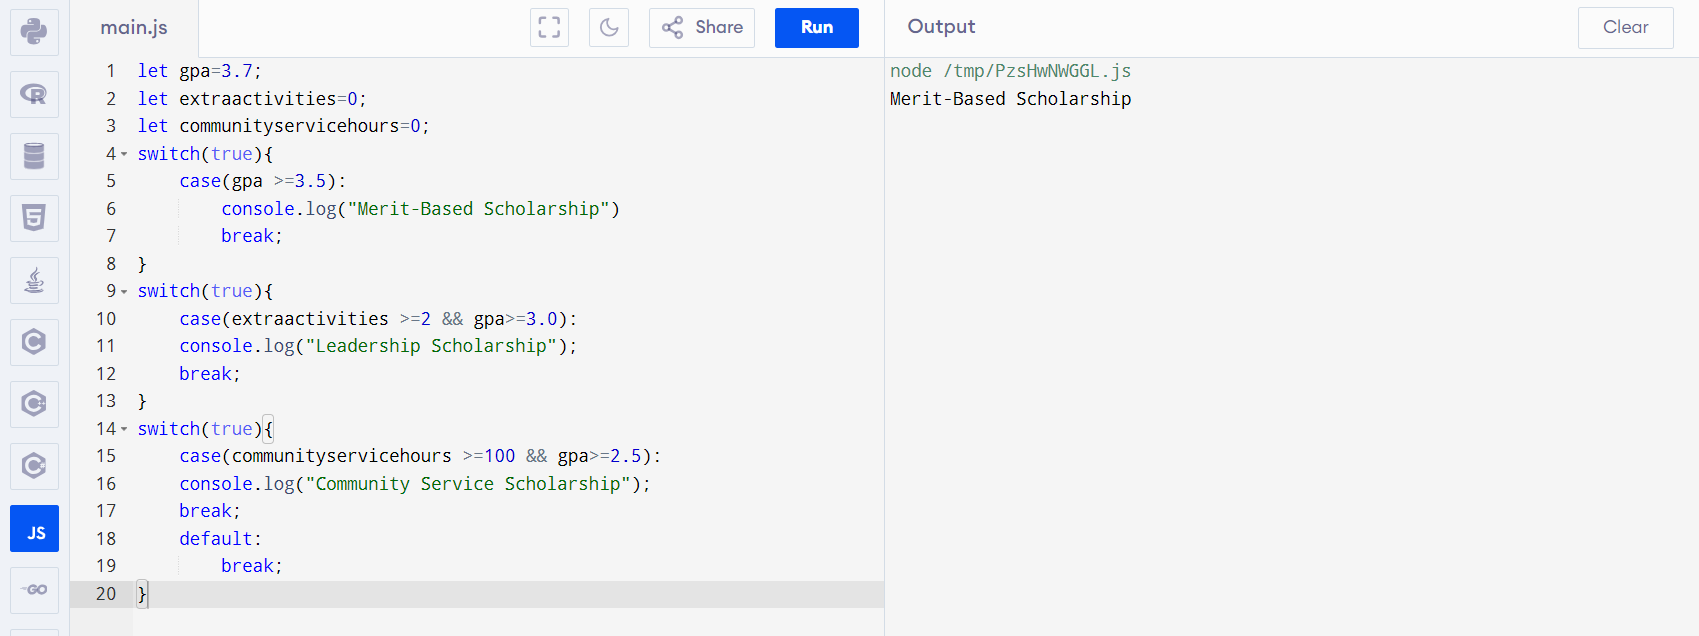 main.js
Share
Run
Output
Clear
1 let gpa=3.7;
2 let extraactivities=0;
3 let communityservicehours=0;
4 switch(true){
5 case(gpa >=3.5):
6 console.log("Merit-Based Scholarship")
7 break;
8 }
9 switch(true){
10 case(extraactivities >=2 && gpa>=3.0):
11 console.log("Leadership Scholarship");
12 break;
13 }
14 switch(true){
15 case(communityservicehours >=100 && gpa>=2.5):
16 console.log("Community Service Scholarship");
17 break;
18 default:
19 break;
20 }
node /tmp/PzsHwNWGGL.js
Merit-Based Scholarship
R
5
C
C+
C
JS
GO